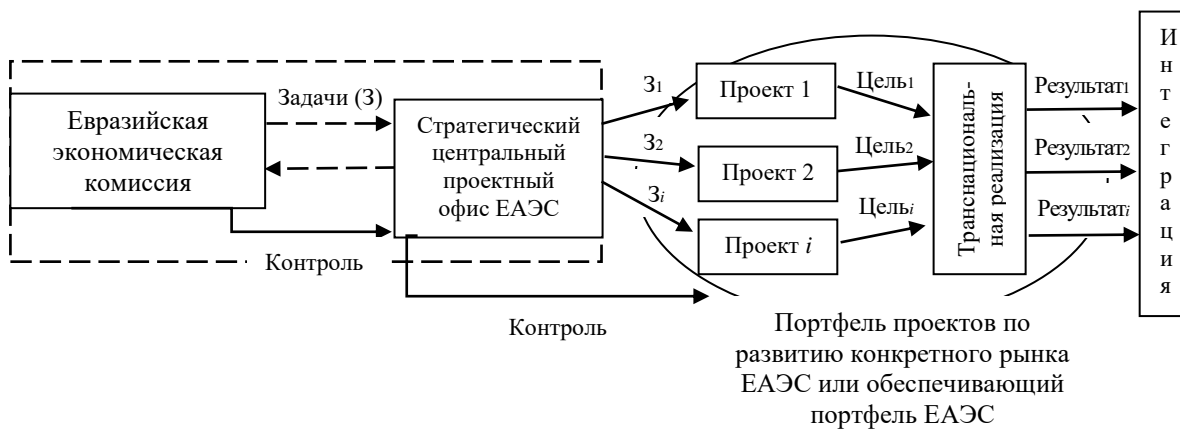 Евразийская
экономическая
комиссия
Задачи (З)
Стратегический
центральный
проектный
офис ЕАЭС
Контроль
Контроль
З1
З2
Зi
Проект 1
Проект 2
Проект i
Цель1
Цель2
Цельi
Транснациональ-
ная реализация
Результат1
Результат2
Результатi
Интеграция
Портфель проектов по
развитию конкретного рынка
ЕАЭС или обеспечивающий
портфель ЕАЭС